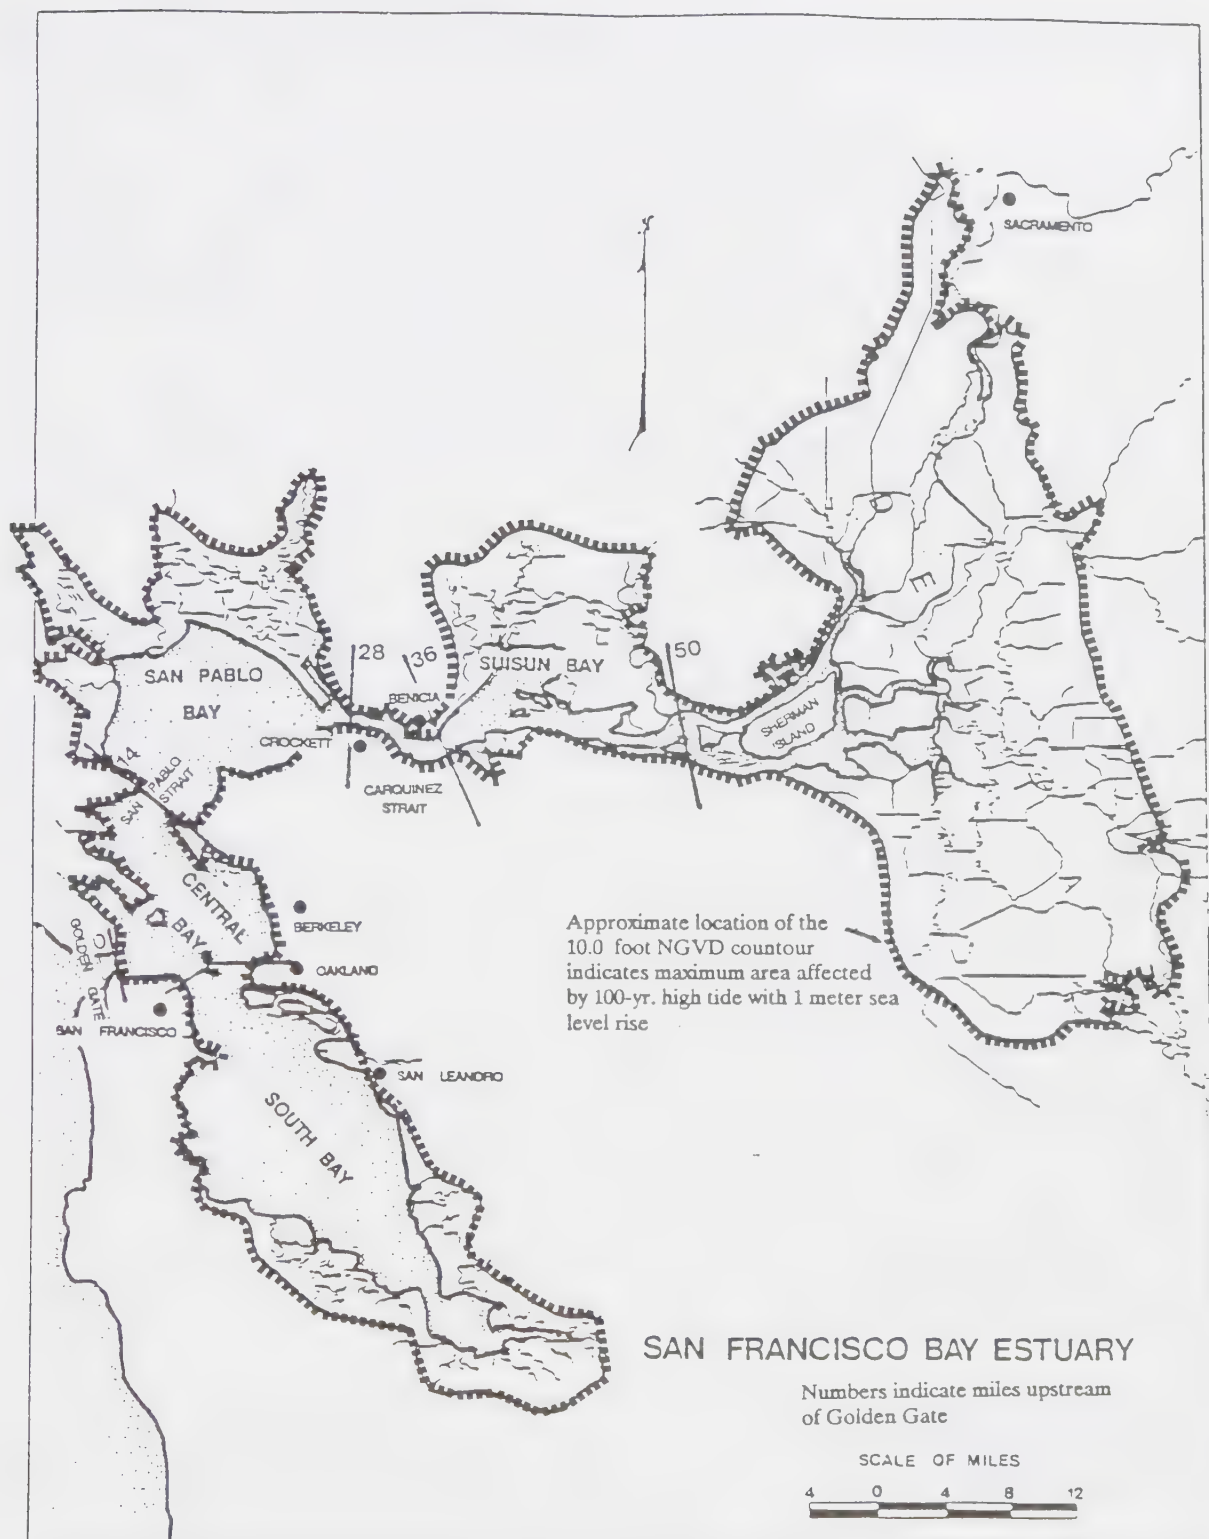 SACRAMENTO
28
36
50
SAN PABLO
BAY
SUISUN BAY
BENICIA
SHERMAN
ISLAND
CROCKETT
14
SAN PABLO
STRAIT
CARQUINEZ
STRAIT
CENTRAL
BAY
BERKELEY
GOLDEN GATE
0
OAKLAND
SAN FRANCISCO
Approximate location of the
10.0 foot NGVD countour
indicates maximum area affected
by 100-yr. high tide with 1 meter sea
level rise
SAN LEANDRO
SOUTH BAY
SAN FRANCISCO BAY ESTUARY
Numbers indicate miles upstream
of Golden Gate
SCALE OF MILES
4 0 4 8 12